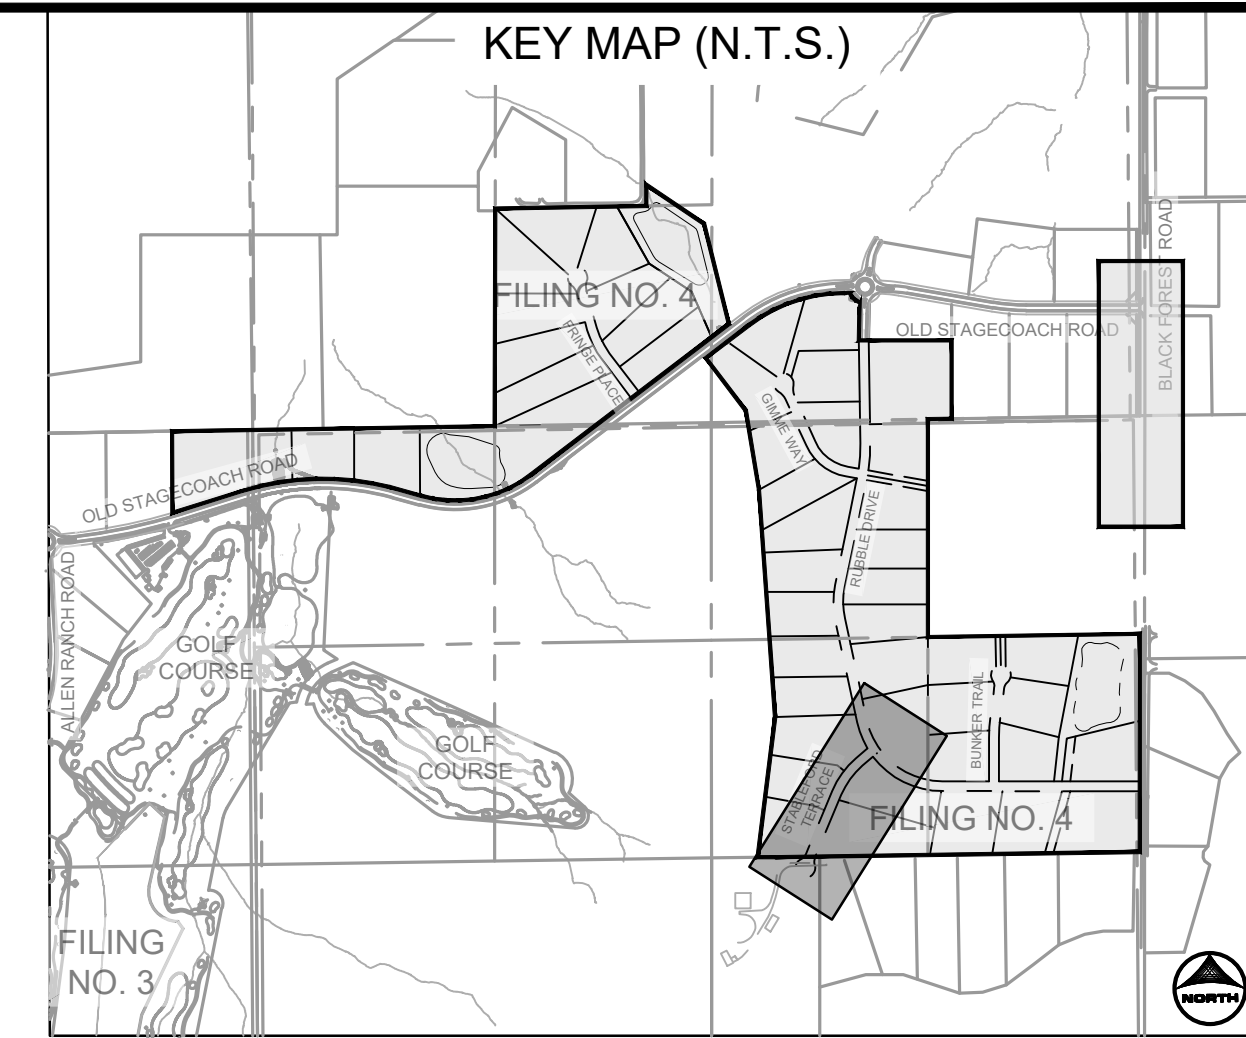 KEY MAP (N.T.S.)
BLACK FOREST ROAD
FILING NO. 4
OLD STAGECOACH ROAD
FRINGE PLACE
GIMME WAY
OLD STAGECOACH ROAD
RUBBLE DRIVE
ALLEN RANCH ROAD
GOLF
COURSE
BUNKER TRAIL
GOLF
COURSE
STABLEFORD
TERRACE
FILING NO. 4
FILING
NO. 3
NORTH